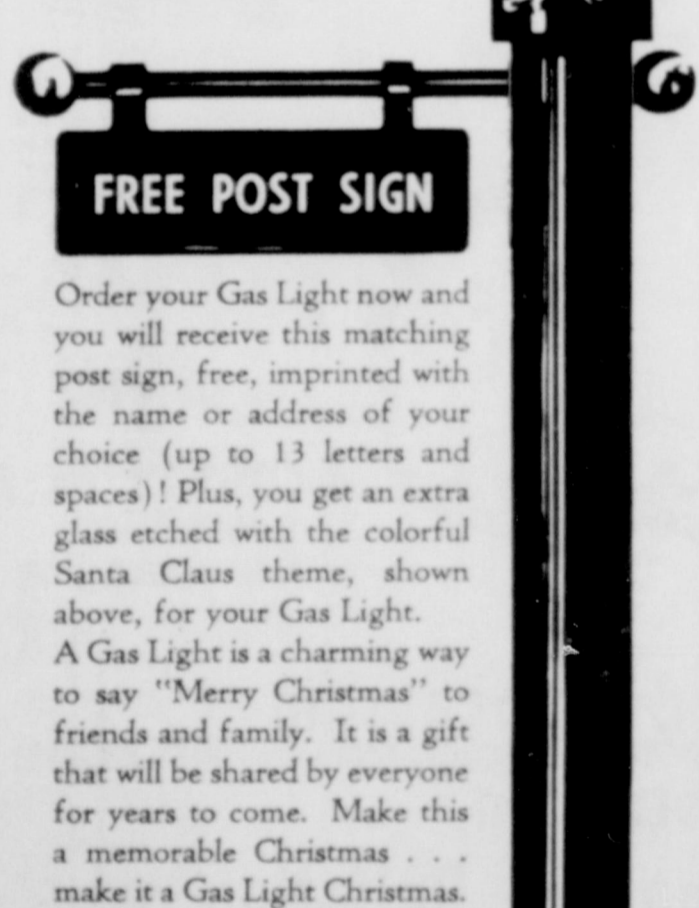 FREE POST SIGN
Order your Gas Light now and
you will receive this matching
post sign, free, imprinted with
the name or address of your
choice (up to 13 letters and
spaces)! Plus, you get an extra
glass etched with the colorful
Santa Claus theme, shown
above, for your Gas Light.
A Gas Light is a charming way
to say "Merry Christmas" to
friends and family. It is a gift
that will be shared by everyone
for years to come. Make this
a memorable Christmas . . .
make it a Gas Light Christmas.